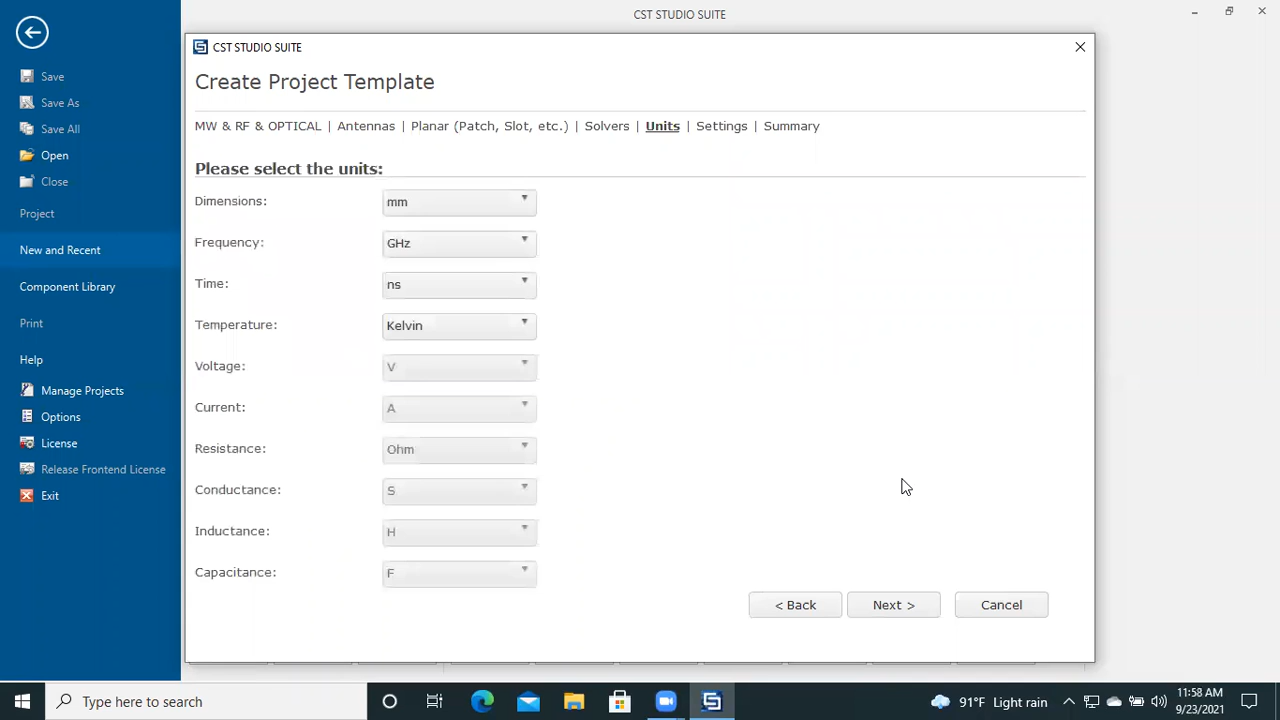 CST STUDIO SUITE
CST STUDIO SUITE
Create Project Template
MW & RF & OPTICAL | Antennas | Planar (Patch, Slot, etc.) | Solvers | Units | Settings | Summary
Please select the units:
Dimensions: mm
Frequency: GHz
Time: ns
Temperature: Kelvin
Voltage: V
Current: A
Resistance: Ohm
Conductance: S
Inductance: H
Capacitance: F
< Back Next > Cancel
Save
Save As
Save All
Open
Close
Project
New and Recent
Component Library
Print
Help
Manage Projects
Options
License
Release Frontend License
Exit
Type here to search
91°F Light rain
11:58 AM
9/23/2021